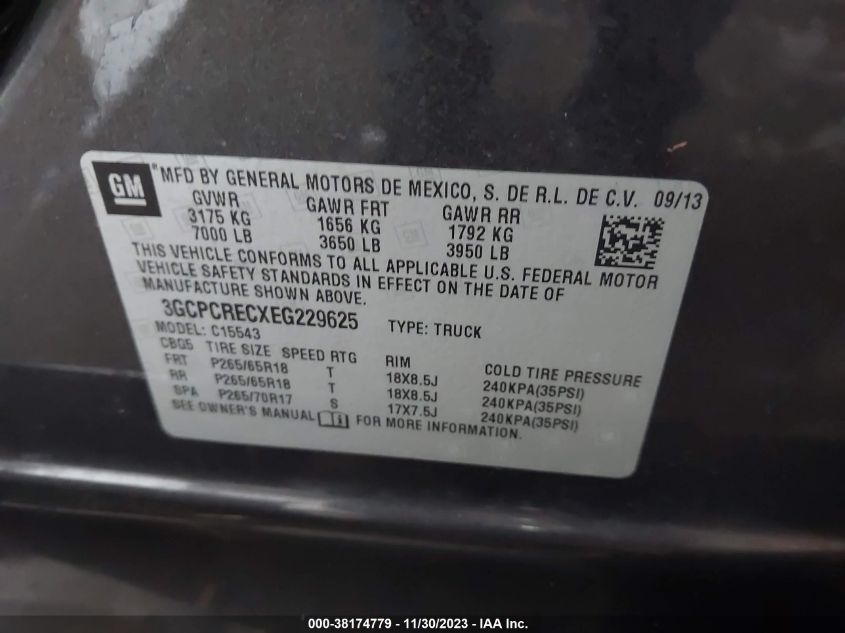 GM ® MFD BY GENERAL MOTORS DE MEXICO, S. DE R.L. DE C.V. 09/13
GVWR GAWR FRT GAWR RR
3175 KG 1656 KG 1792 KG
7000 LB 3650 LB 3950 LB
THIS VEHICLE CONFORMS TO ALL APPLICABLE U.S. FEDERAL MOTOR
VEHICLE SAFETY STANDARDS IN EFFECT ON THE DATE OF
MANUFACTURE SHOWN ABOVE.
3GCPCRECXEG229625 TYPE: TRUCK
MODEL: C15543
CBG5 TIRE SIZE SPEED RTG RIM COLD TIRE PRESSURE
FRT P265/65R18 T 18X8.5J 240KPA(35PSI)
RR P265/65R18 T 18X8.5J 240KPA(35PSI)
SPA P265/70R17 S 17X7.5J 240KPA(35PSI)
SEE OWNER'S MANUAL FOR MORE INFORMATION.
000-38174779 - 11/30/2023 - IAA Inc.